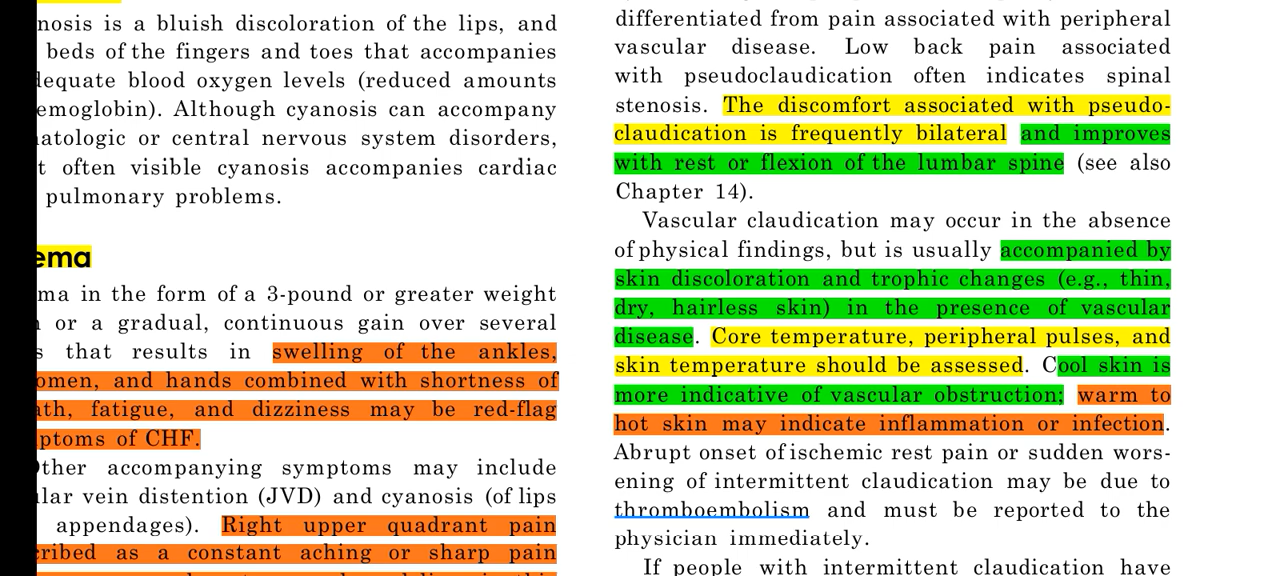 nosis is a bluish discoloration of the lips, and
beds of the fingers and toes that accompanies
dequate blood oxygen levels (reduced amounts
emoglobin). Although cyanosis can accompany
atologic or central nervous system disorders,
t often visible cyanosis accompanies cardiac
pulmonary problems.
ema
ma in the form of a 3-pound or greater weight
or a gradual, continuous gain over several
s that results in swelling of the ankles,
omen, and hands combined with shortness of
ath, fatigue, and dizziness may be red-flag
ptoms of CHF.
Other accompanying symptoms may include
ular vein distention (JVD) and cyanosis (of lips
appendages). Right upper quadrant pain
cribed as a constant aching or sharp pain
differentiated from pain associated with peripheral
vascular disease. Low back pain associated
with pseudoclaudication often indicates spinal
stenosis. The discomfort associated with pseudo-
claudication is frequently bilateral and improves
with rest or flexion of the lumbar spine (see also
Chapter 14).
Vascular claudication may occur in the absence
of physical findings, but is usually accompanied by
skin discoloration and trophic changes (e.g., thin,
dry, hairless skin) in the presence of vascular
disease. Core temperature, peripheral pulses, and
skin temperature should be assessed. Cool skin is
more indicative of vascular obstruction; warm to
hot skin may indicate inflammation or infection.
Abrupt onset of ischemic rest pain or sudden wors-
ening of intermittent claudication may be due to
thromboembolism and must be reported to the
physician immediately.
If people with intermittent claudication have